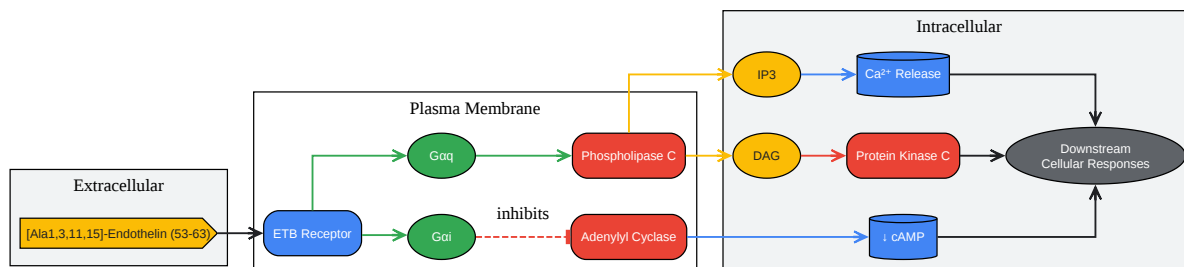 Extracellular
[Ala1,3,11,15]-Endothelin (53-63)
Plasma Membrane
ETB Receptor
Gαq
Phospholipase C
Gαi
inhibits
Adenylyl Cyclase
Intracellular
IP3
Ca²⁺ Release
DAG
Protein Kinase C
↓ cAMP
Downstream
Cellular Responses